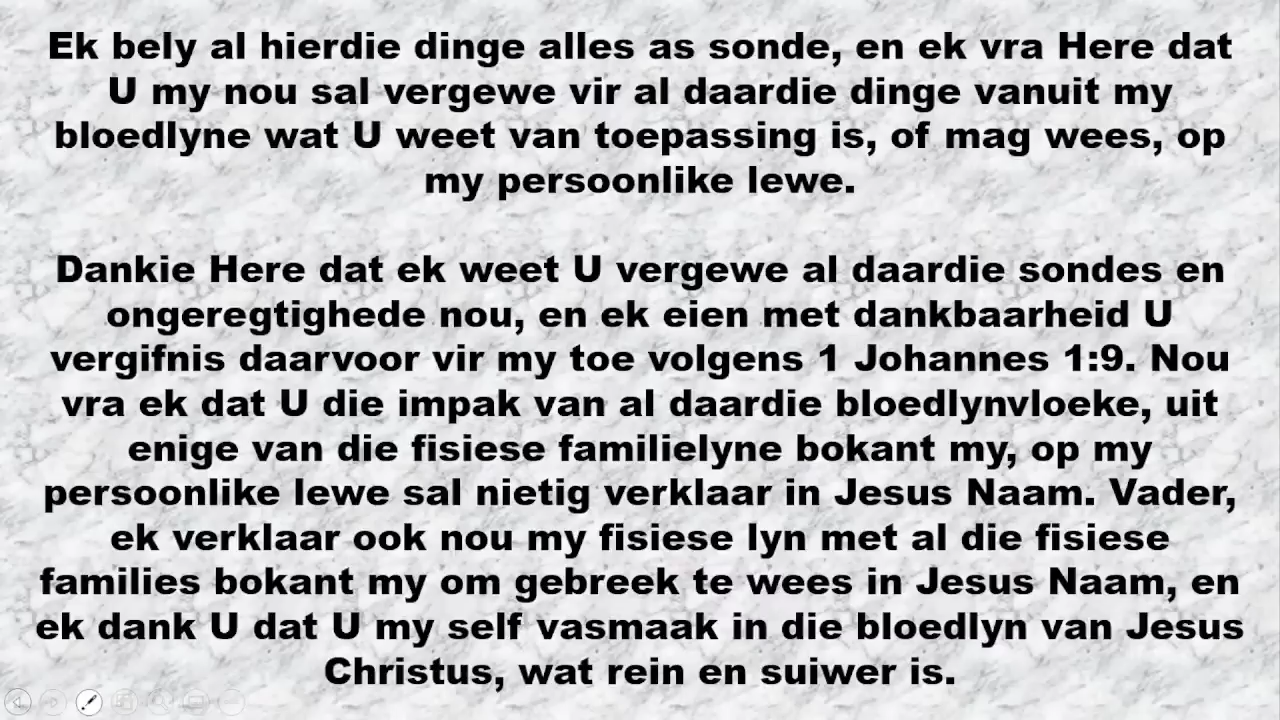 Ek bely al hierdie dinge alles as sonde, en ek vra Here dat
U my nou sal vergewe vir al daardie dinge vanuit my
bloedlyne wat U weet van toepassing is, of mag wees, op
my persoonlike lewe.
Dankie Here dat ek weet U vergewe al daardie sondes en
ongeregtighede nou, en ek eien met dankbaarheid U
vergifnis daarvoor vir my toe volgens 1 Johannes 1:9. Nou
vra ek dat U die impak van al daardie bloedlynvloeke, uit
enige van die fisiese familielyne bokant my, op my
persoonlike lewe sal nietig verklaar in Jesus Naam. Vader,
ek verklaar ook nou my fisiese lyn met al die fisiese
families bokant my om gebreek te wees in Jesus Naam, en
ek dank U dat U my self vasmaak in die bloedlyn van Jesus
Christus, wat rein en suiwer is.